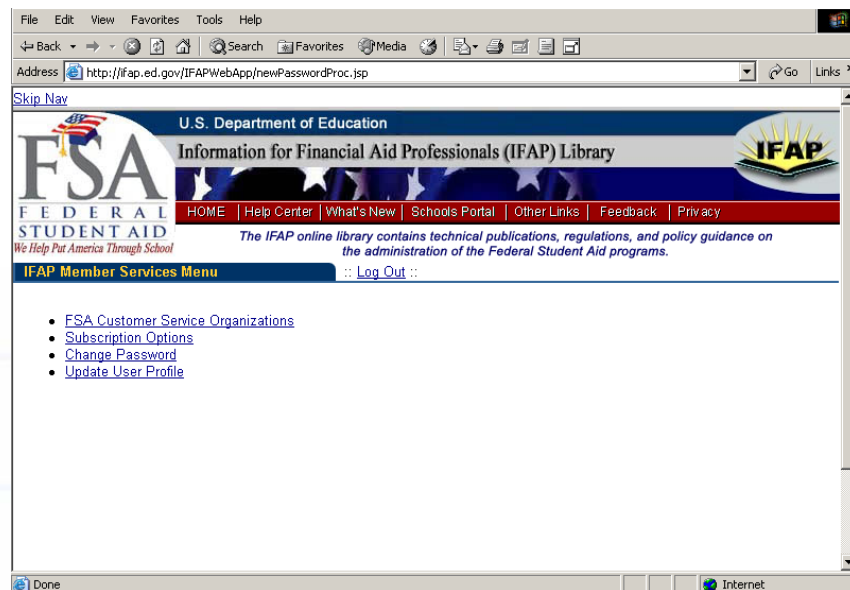 File Edit View Favorites Tools Help
Back Search Favorites Media
Address http://ifap.ed.gov/IFAPWebApp/newPasswordProc.jsp Go Links
Skip Nav
U.S. Department of Education
Information for Financial Aid Professionals (IFAP) Library
FSA
IFAP
HOME | Help Center | What's New | Schools Portal | Other Links | Feedback | Privacy
FEDERAL
STUDENT AID
We Help Put America Through School
The IFAP online library contains technical publications, regulations, and policy guidance on
the administration of the Federal Student Aid programs.
IFAP Member Services Menu :: Log Out ::
• FSA Customer Service Organizations
• Subscription Options
• Change Password
• Update User Profile
Done Internet